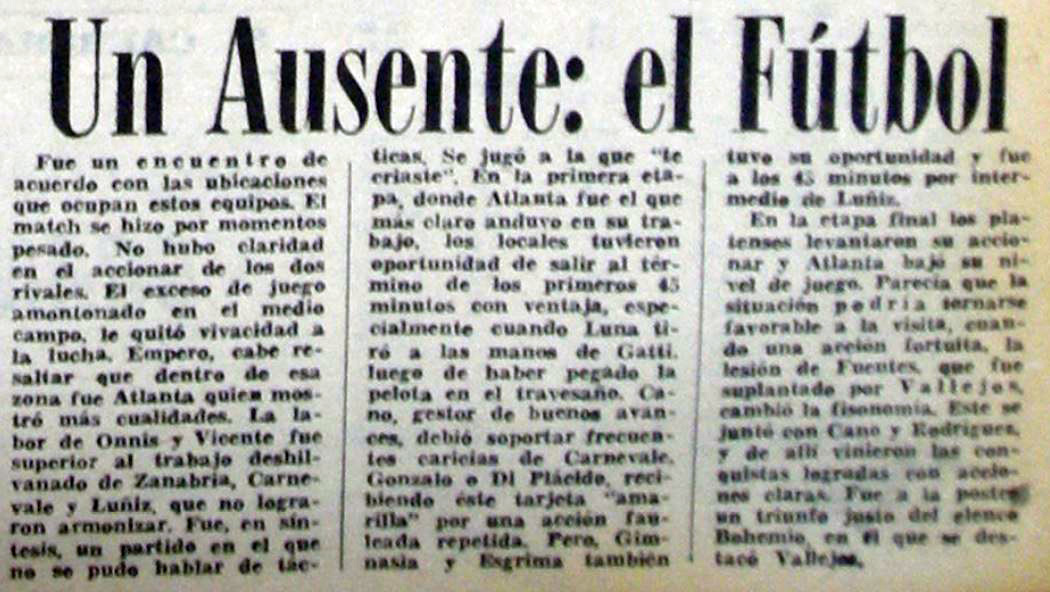 Un Ausente: el Fútbol
Fue un encuentro de
acuerdo con las ubicaciones
que ocupan estos equipos. El
match se hizo por momentos
pesado. No hubo claridad
en el accionar de los dos
rivales. El exceso de juego
amontonado en el medio
campo, le quitó vivacidad a
la lucha. Empero, cabe re-
saltar que dentro de esa
zona fue Atlanta quien mos-
tró más cualidades. La la-
bor de Onnis y Vicente fue
superior al trabajo deshil-
vanado de Zanabria, Carne-
vale y Luñiz, que no logra-
ron armonizar. Fue, en sín-
tesis, un partido en el que
no se pudo hablar de tác-
ticas. Se jugó a la que "te
criaste". En la primera eta-
pa, donde Atlanta fue el que
más claro anduvo en su tra-
bajo, los locales tuvieron
oportunidad de salir al tér-
mino de los primeros 45
minutos con ventaja, espe-
cialmente cuando Luna ti-
ró a las manos de Gatti,
luego de haber pegado la
pelota en el travesaño. Ca-
no, gestor de buenos avan-
ces, debió soportar frecuen-
tes caricias de Carnevale,
Gonzalo o Di Plácido, reci-
biendo éste tarjeta "ama-
rilla" por una acción fau-
leada repetida. Pero, Gim-
nasia y Esgrima también
tuvo su oportunidad y fue
a los 45 minutos por inter-
medio de Luñiz.
En la etapa final los pla-
tenses levantaron su accio-
nar y Atlanta bajó su ni-
vel de juego. Parecía que la
situación podría tornarse
favorable a la visita, cuan-
do una acción fortuita, la
lesión de Fuentes, que fue
suplantado por Vallejos,
cambió la fisonomía. Este se
juntó con Cano y Rodríguez,
y de allí vinieron las con-
quistas logradas con accio-
nes claras. Fue a la postre
un triunfo justo del elenco
Bohemio, en él que se des-
tacó Vallejos.